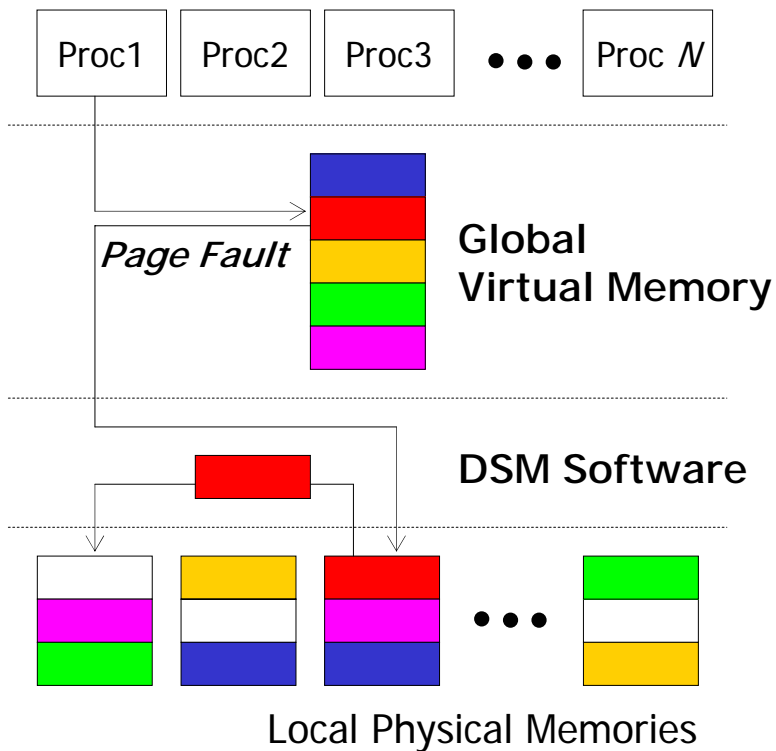 Proc1 Proc2 Proc3 ••• Proc N
Page Fault
Global
Virtual Memory
DSM Software
•••
Local Physical Memories